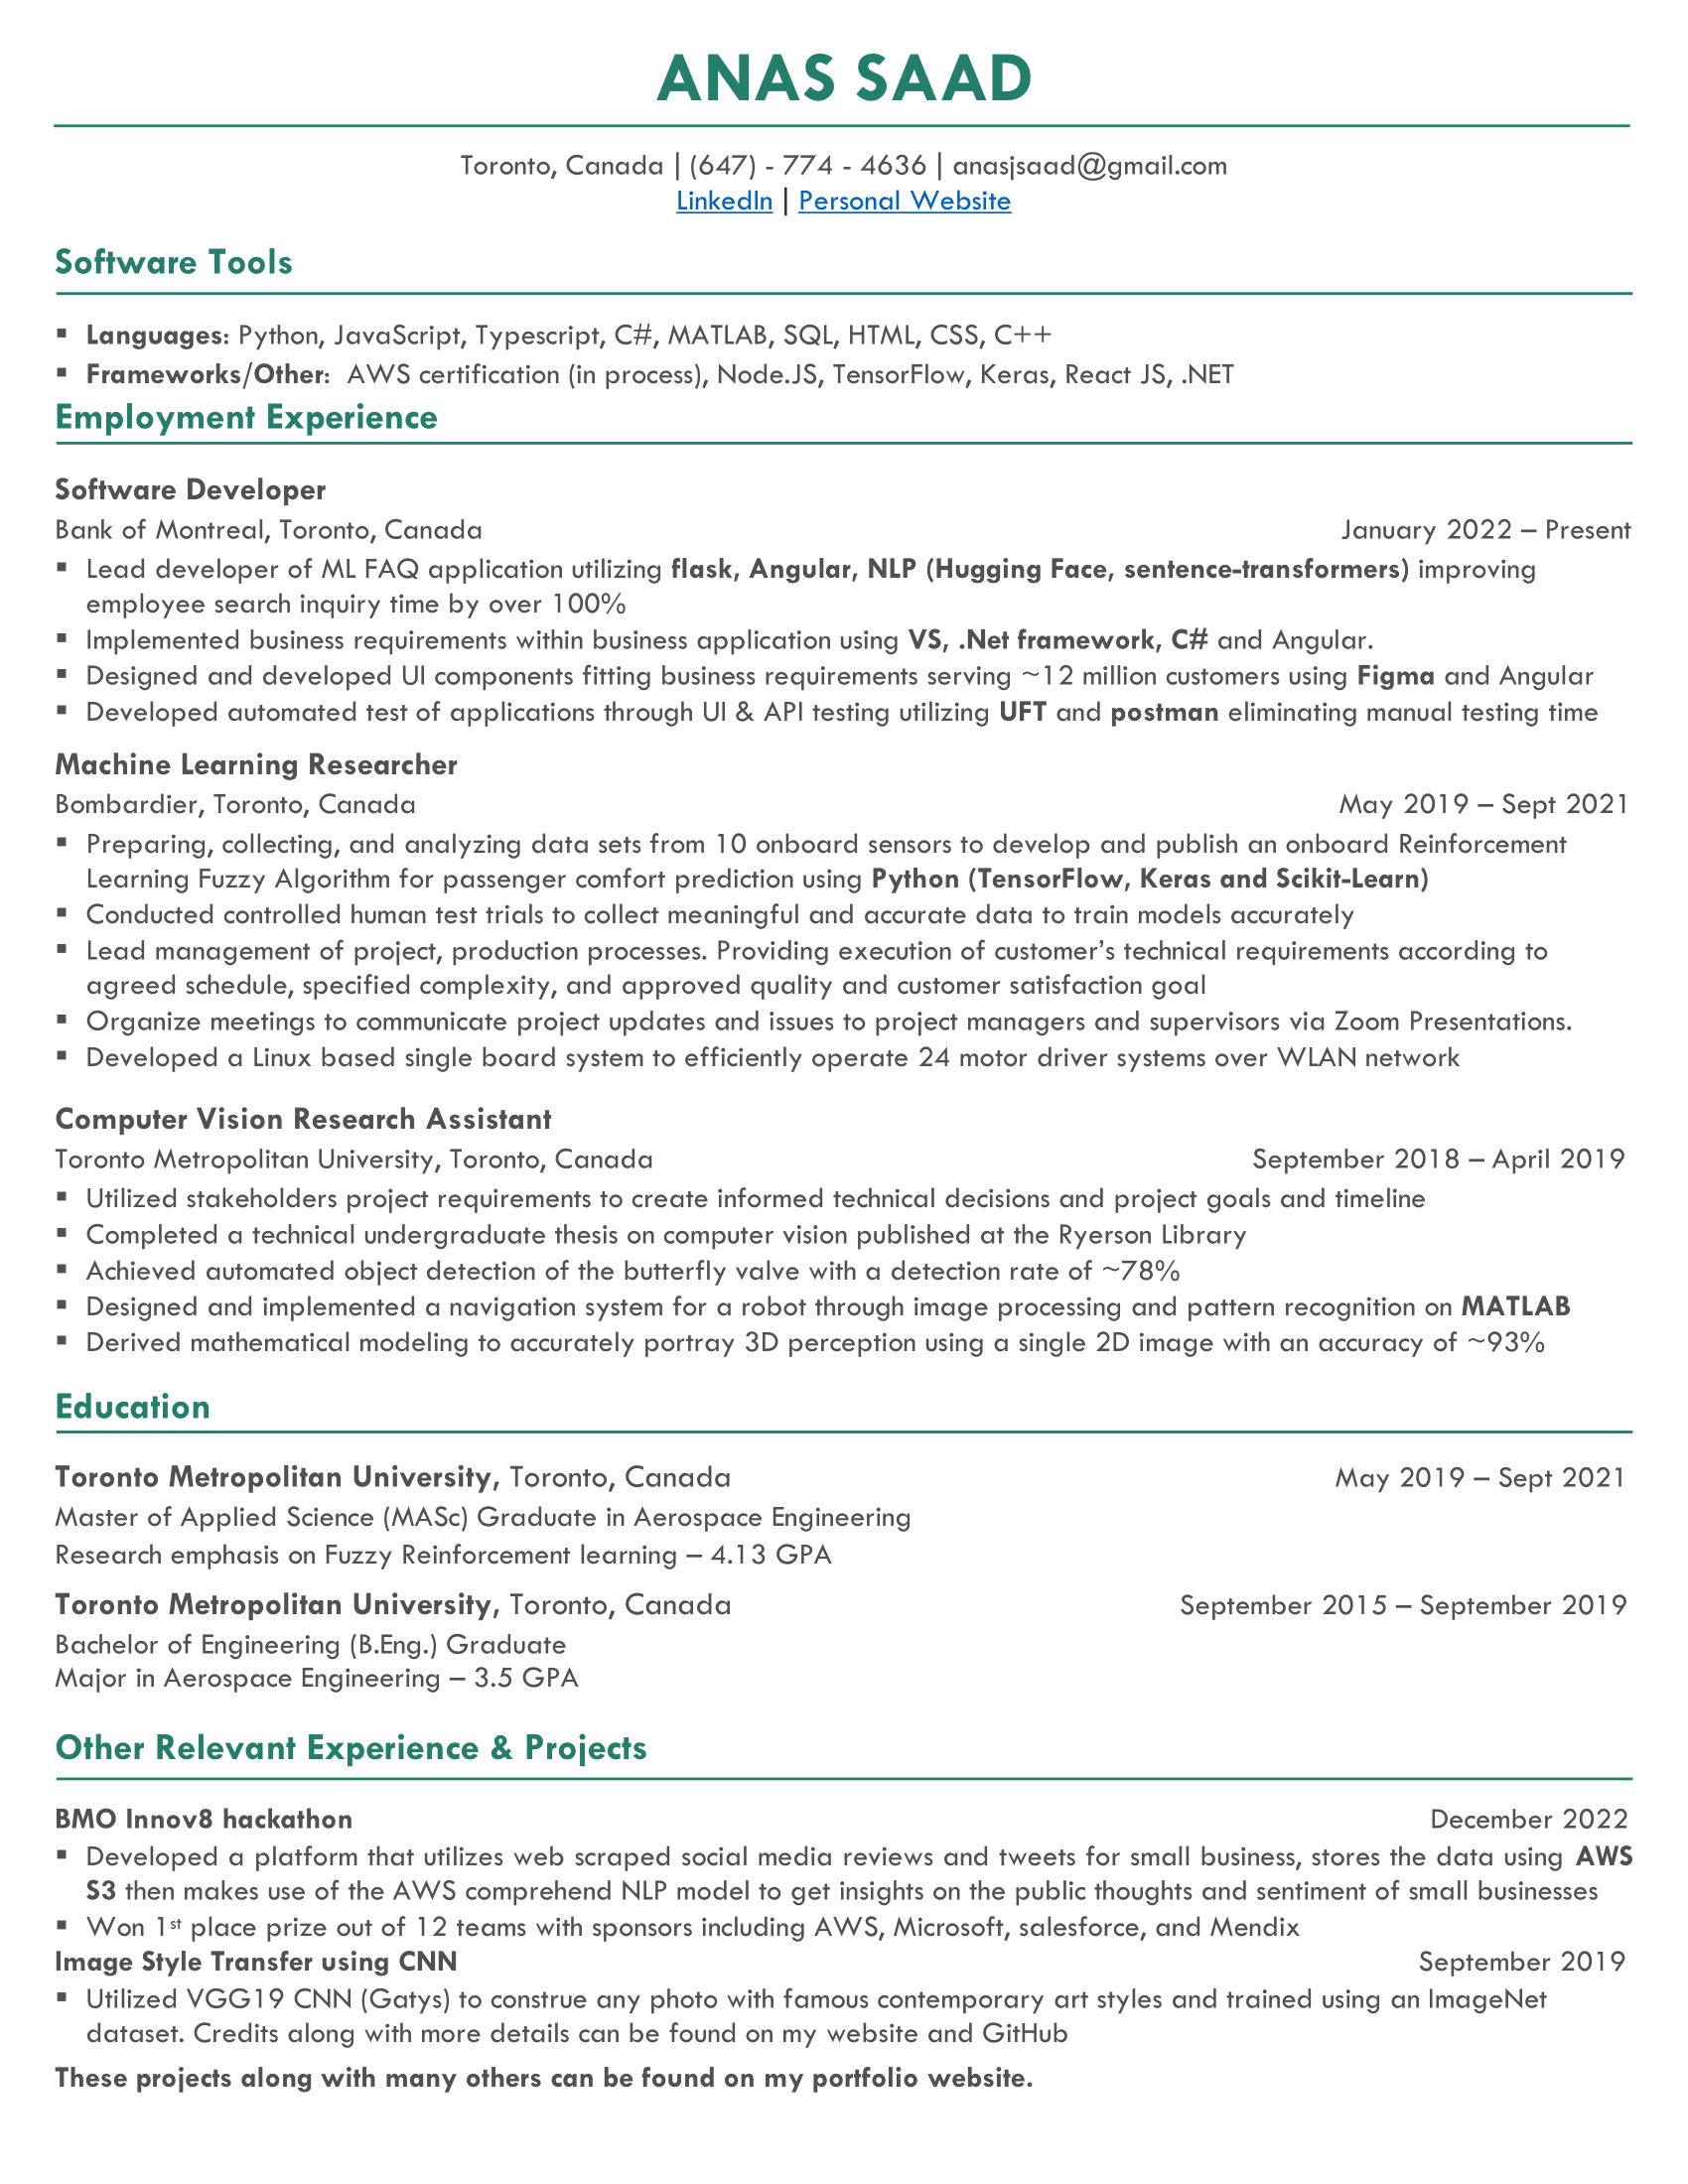 ANAS SAAD
Toronto, Canada | (647) - 774 - 4636 | anasjsaad@gmail.com
LinkedIn | Personal Website
Software Tools
▪ Languages: Python, JavaScript, Typescript, C#, MATLAB, SQL, HTML, CSS, C++
▪ Frameworks/Other: AWS certification (in process), Node.JS, TensorFlow, Keras, React JS, .NET
Employment Experience
Software Developer
Bank of Montreal, Toronto, Canada January 2022 – Present
▪ Lead developer of ML FAQ application utilizing flask, Angular, NLP (Hugging Face, sentence-transformers) improving
employee search inquiry time by over 100%
▪ Implemented business requirements within business application using VS, .Net framework, C# and Angular.
▪ Designed and developed UI components fitting business requirements serving ~12 million customers using Figma and Angular
▪ Developed automated test of applications through UI & API testing utilizing UFT and postman eliminating manual testing time
Machine Learning Researcher
Bombardier, Toronto, Canada May 2019 – Sept 2021
▪ Preparing, collecting, and analyzing data sets from 10 onboard sensors to develop and publish an onboard Reinforcement
Learning Fuzzy Algorithm for passenger comfort prediction using Python (TensorFlow, Keras and Scikit-Learn)
▪ Conducted controlled human test trials to collect meaningful and accurate data to train models accurately
▪ Lead management of project, production processes. Providing execution of customer’s technical requirements according to
agreed schedule, specified complexity, and approved quality and customer satisfaction goal
▪ Organize meetings to communicate project updates and issues to project managers and supervisors via Zoom Presentations.
▪ Developed a Linux based single board system to efficiently operate 24 motor driver systems over WLAN network
Computer Vision Research Assistant
Toronto Metropolitan University, Toronto, Canada September 2018 – April 2019
▪ Utilized stakeholders project requirements to create informed technical decisions and project goals and timeline
▪ Completed a technical undergraduate thesis on computer vision published at the Ryerson Library
▪ Achieved automated object detection of the butterfly valve with a detection rate of ~78%
▪ Designed and implemented a navigation system for a robot through image processing and pattern recognition on MATLAB
▪ Derived mathematical modeling to accurately portray 3D perception using a single 2D image with an accuracy of ~93%
Education
Toronto Metropolitan University, Toronto, Canada May 2019 – Sept 2021
Master of Applied Science (MASc) Graduate in Aerospace Engineering
Research emphasis on Fuzzy Reinforcement learning – 4.13 GPA
Toronto Metropolitan University, Toronto, Canada September 2015 – September 2019
Bachelor of Engineering (B.Eng.) Graduate
Major in Aerospace Engineering – 3.5 GPA
Other Relevant Experience & Projects
BMO Innov8 hackathon December 2022
▪ Developed a platform that utilizes web scraped social media reviews and tweets for small business, stores the data using AWS
S3 then makes use of the AWS comprehend NLP model to get insights on the public thoughts and sentiment of small businesses
▪ Won 1st place prize out of 12 teams with sponsors including AWS, Microsoft, salesforce, and Mendix
Image Style Transfer using CNN September 2019
▪ Utilized VGG19 CNN (Gatys) to construe any photo with famous contemporary art styles and trained using an ImageNet
dataset. Credits along with more details can be found on my website and GitHub
These projects along with many others can be found on my portfolio website.